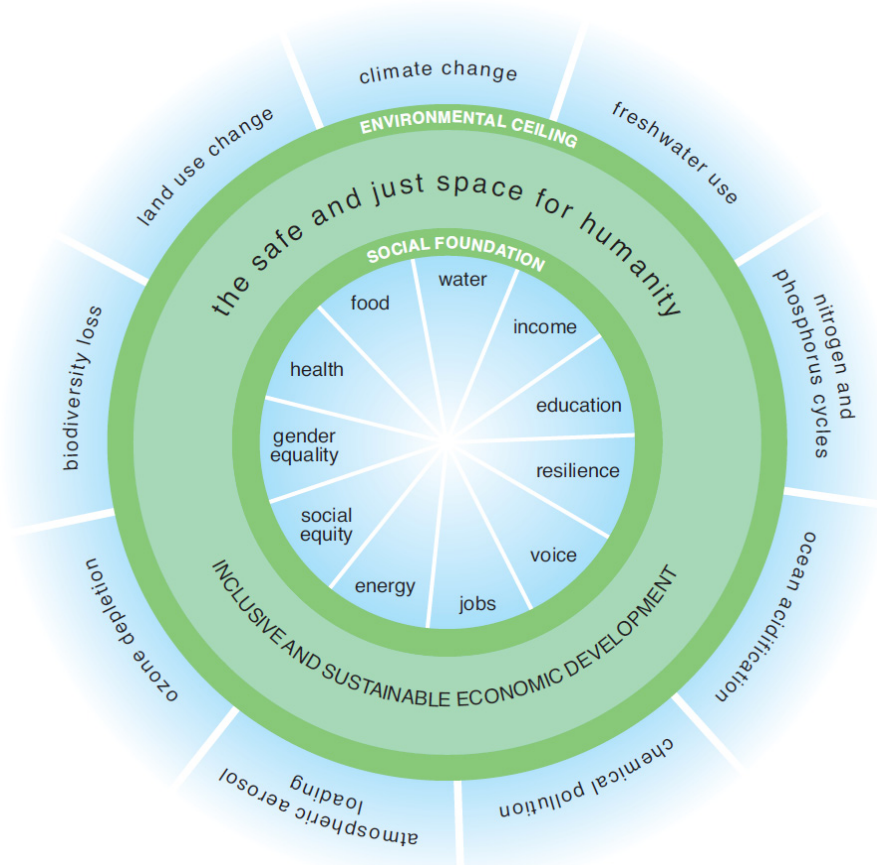 climate change
freshwater use
nitrogen and
phosphorus cycles
ocean acidification
chemical pollution
atmospheric aerosol
loading
ozone depletion
biodiversity loss
land use change
ENVIRONMENTAL CEILING
the safe and just space for humanity
SOCIAL FOUNDATION
water
income
education
resilience
voice
jobs
energy
social
equity
gender
equality
health
food
INCLUSIVE AND SUSTAINABLE ECONOMIC DEVELOPMENT